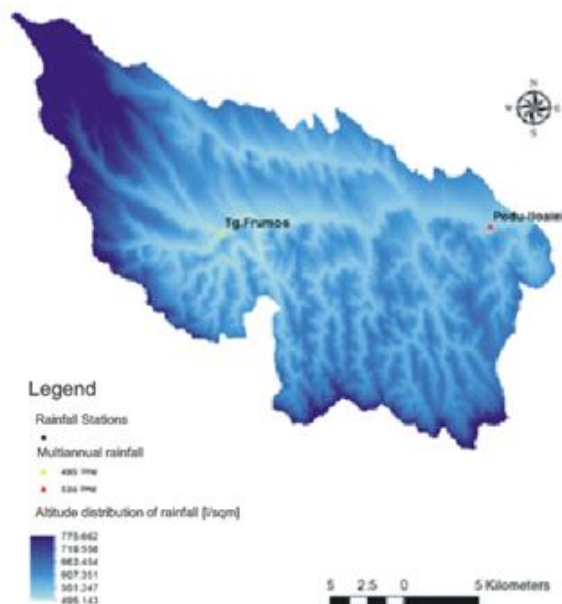 N
W E
S
Tg.Frumos
Podu-Iloaiei
Legend
Rainfall Stations
Multiannual rainfall
Altitude distribution of rainfall [l/sqm]
775.662
719.558
663.454
607.351
551.247
495.143
5 2.5 0 5 Kilometers